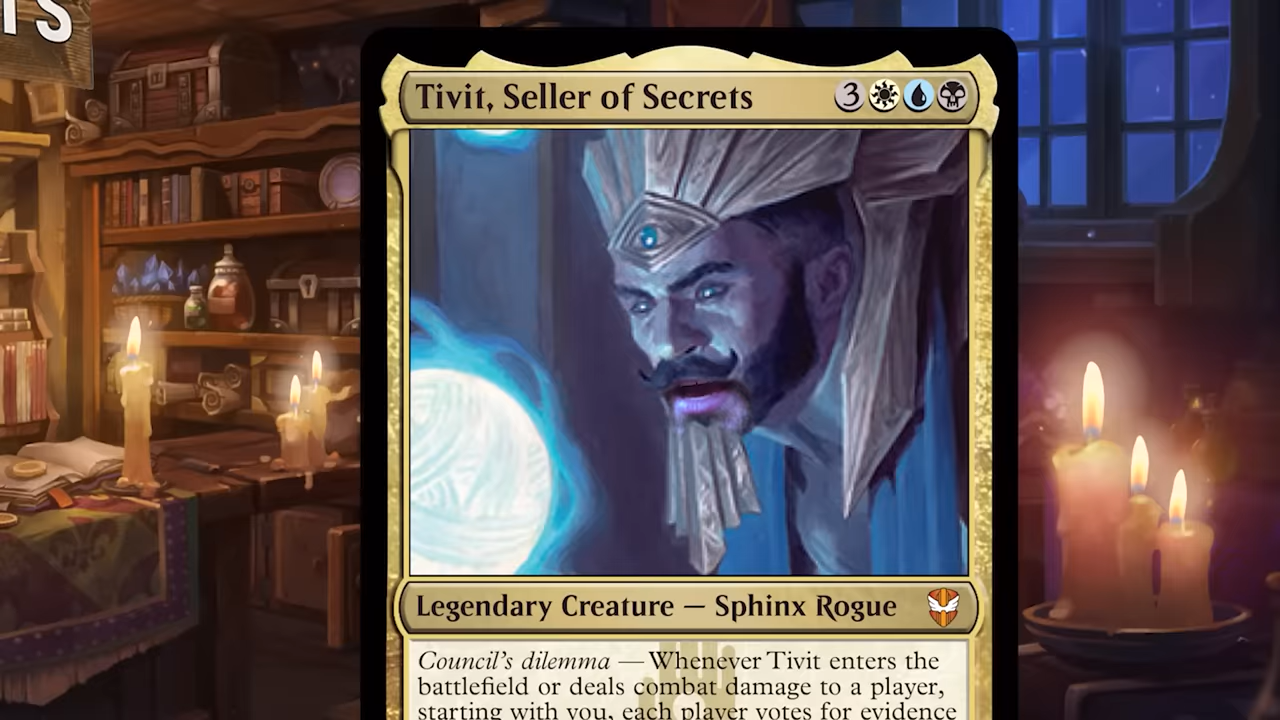 Tivit, Seller of Secrets 3
Legendary Creature — Sphinx Rogue
Council's dilemma — Whenever Tivit enters the
battlefield or deals combat damage to a player,
starting with you, each player votes for evidence